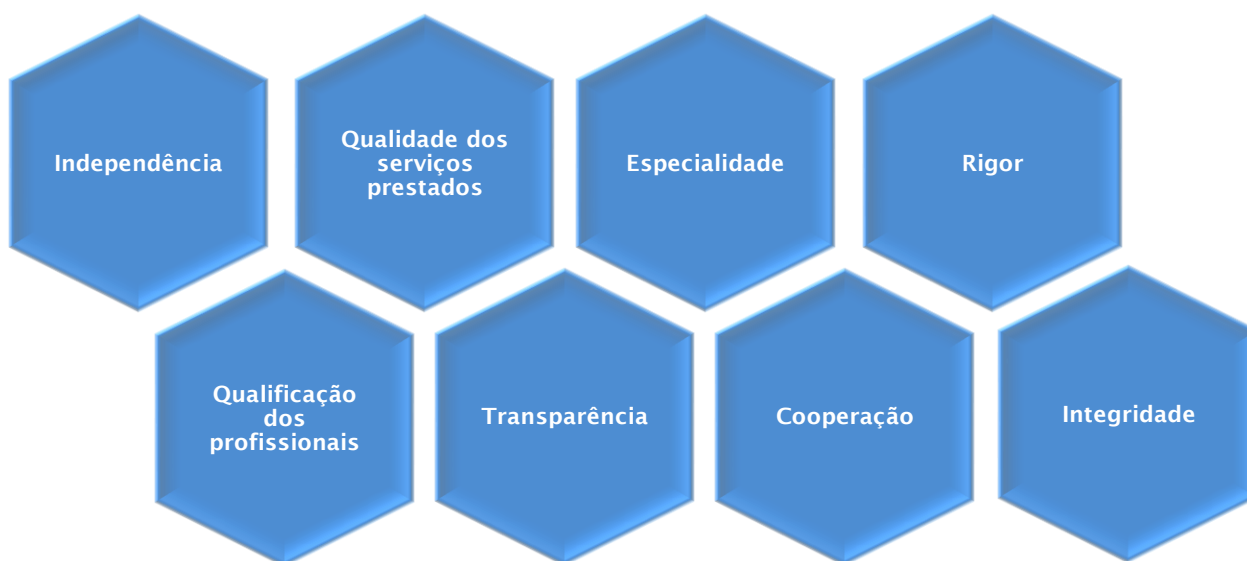 Independência
Qualidade dos
serviços
prestados
Especialidade
Rigor
Qualificação
dos
profissionais
Transparência
Cooperação
Integridade